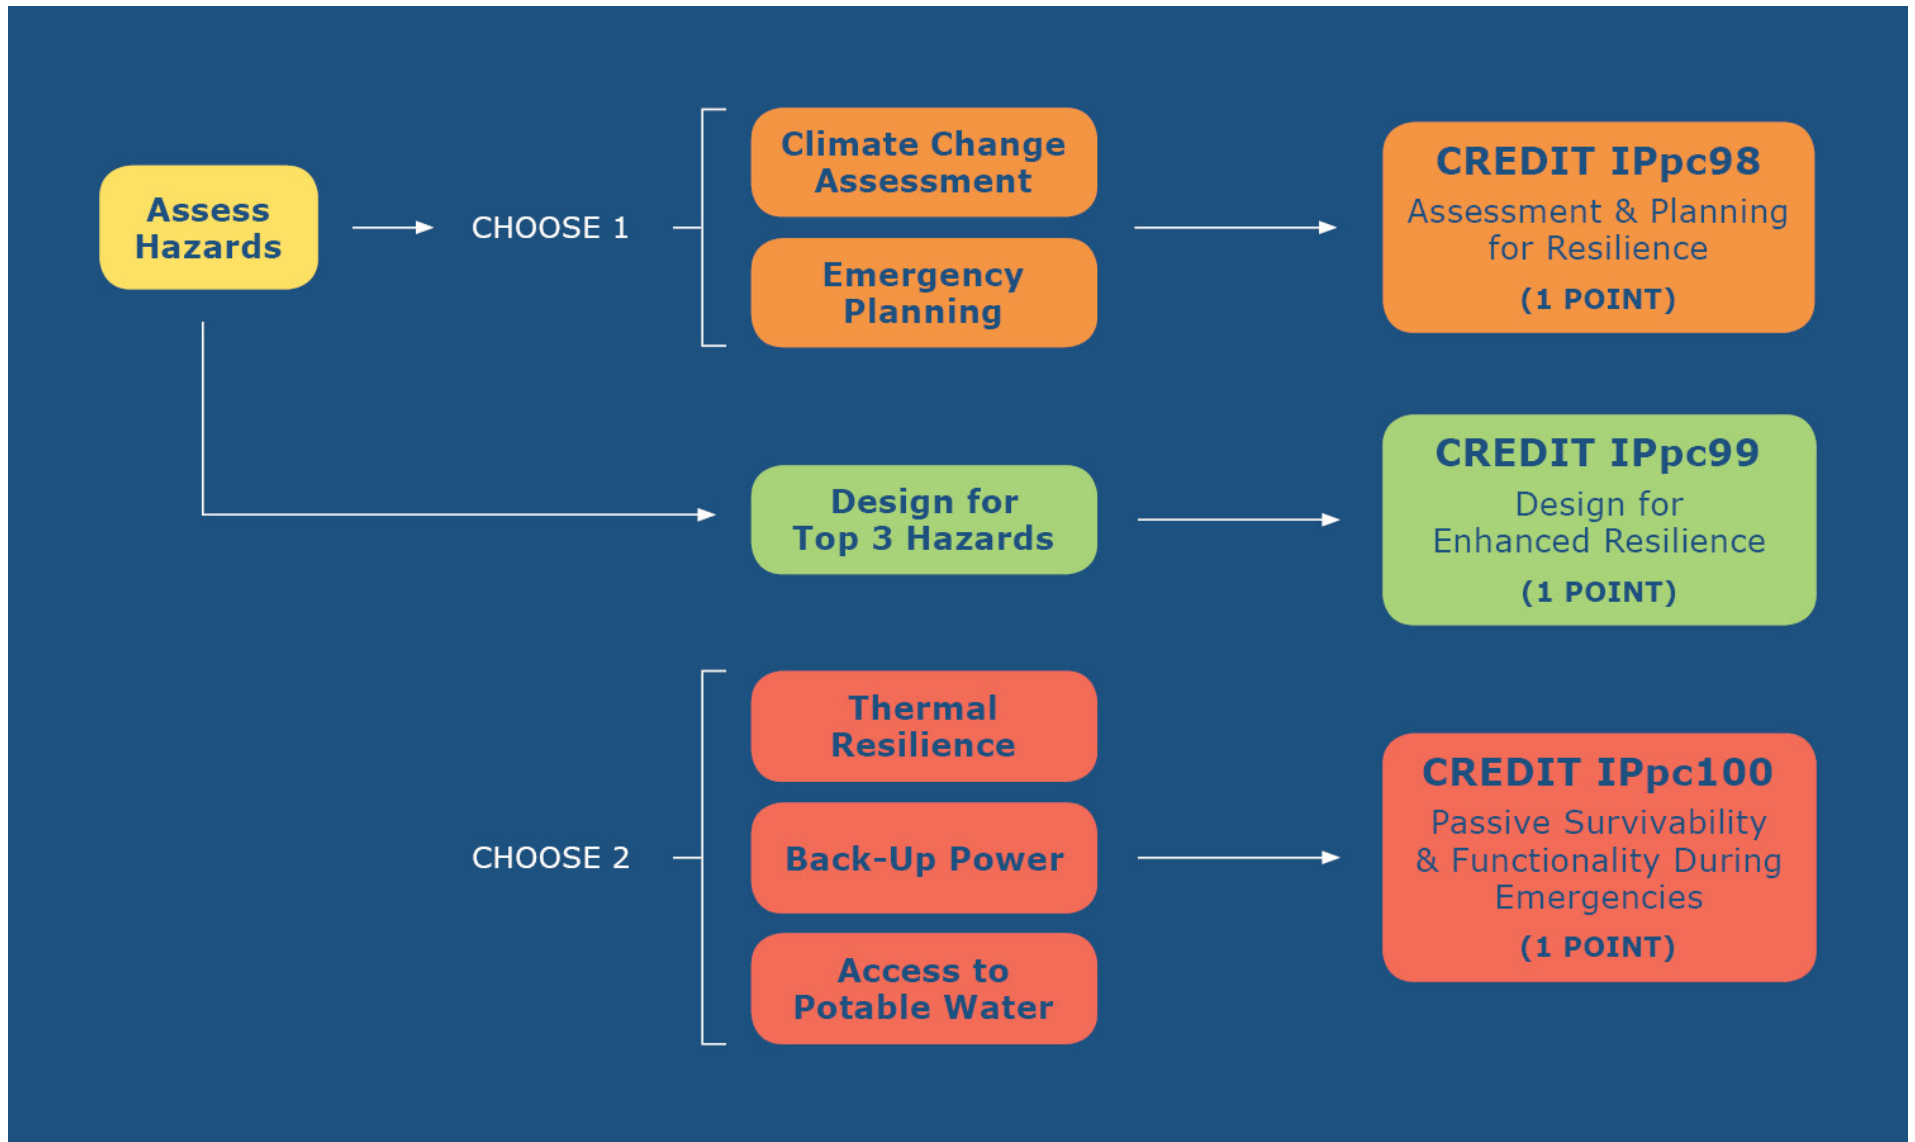 Assess
Hazards
CHOOSE 1
Climate Change
Assessment
Emergency
Planning
CREDIT IPpc98
Assessment & Planning
for Resilience
(1 POINT)
Design for
Top 3 Hazards
CREDIT IPpc99
Design for
Enhanced Resilience
(1 POINT)
CHOOSE 2
Thermal
Resilience
Back-Up Power
Access to
Potable Water
CREDIT IPpc100
Passive Survivability
& Functionality During
Emergencies
(1 POINT)